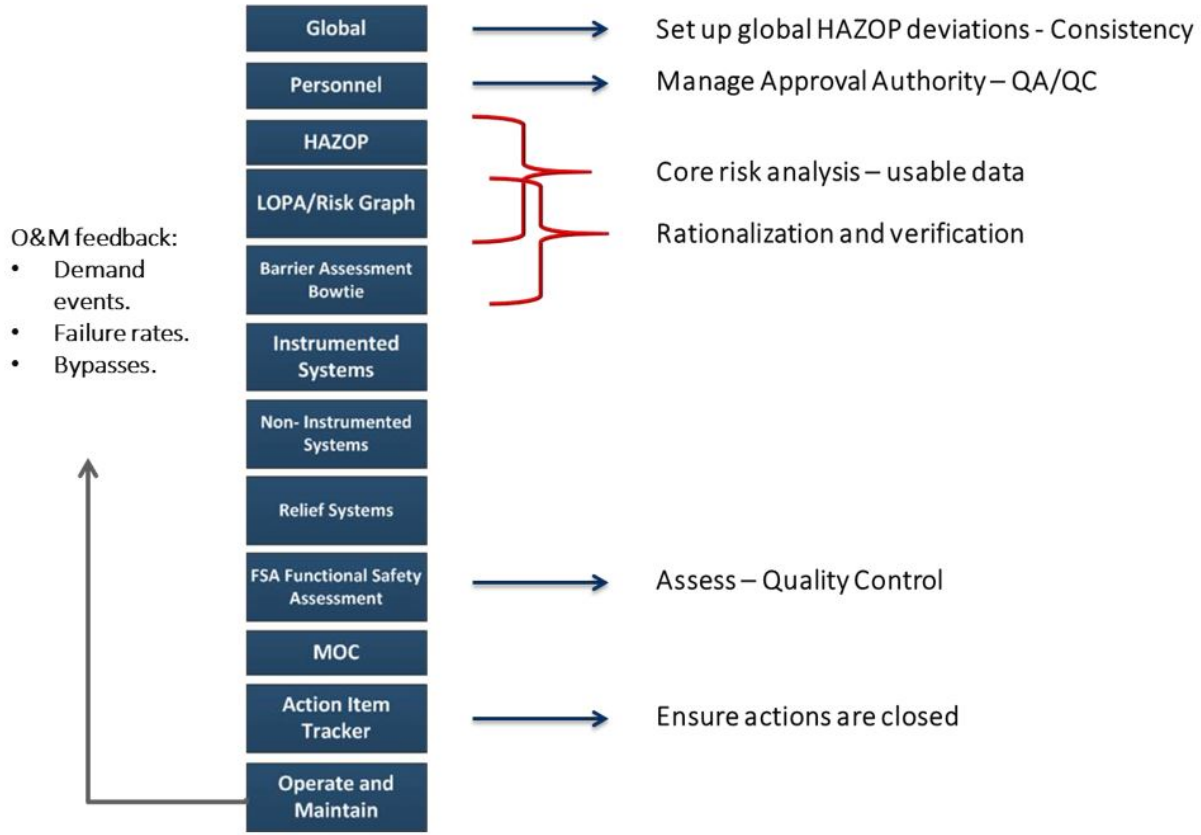 Global
Set up global HAZOP deviations - Consistency
Personnel
Manage Approval Authority – QA/QC
HAZOP
Core risk analysis – usable data
LOPA/Risk Graph
Rationalization and verification
O&M feedback:
• Demand
events.
• Failure rates.
• Bypasses.
Barrier Assessment
Bowtie
Instrumented
Systems
Non- Instrumented
Systems
Relief Systems
FSA Functional Safety
Assessment
Assess – Quality Control
MOC
Action Item
Tracker
Ensure actions are closed
Operate and
Maintain